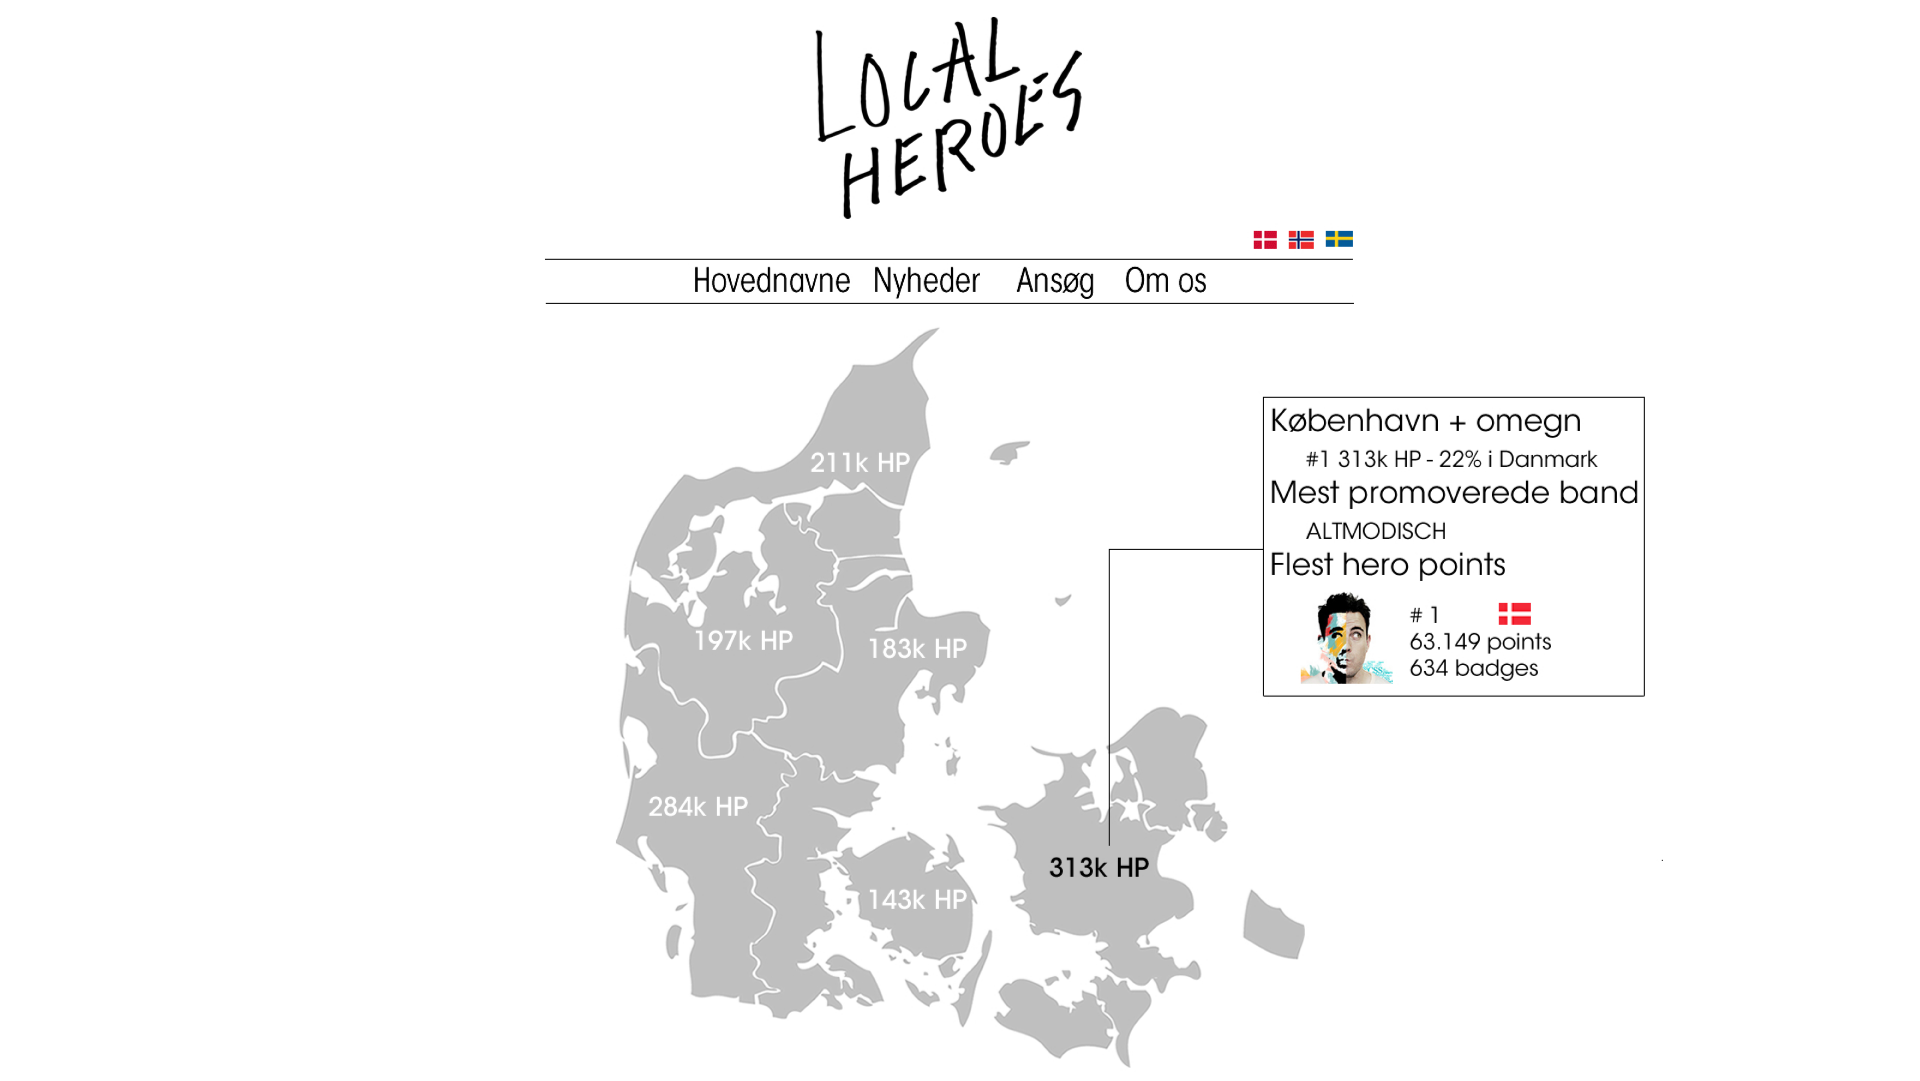 LOCAL
HEROES
Hovednavne Nyheder Ansøg Om os
211k HP
197k HP
183k HP
284k HP
143k HP
313k HP
København + omegn
#1 313k HP - 22% i Danmark
Mest promoverede band
ALTMODISCH
Flest hero points
# 1
63.149 points
634 badges